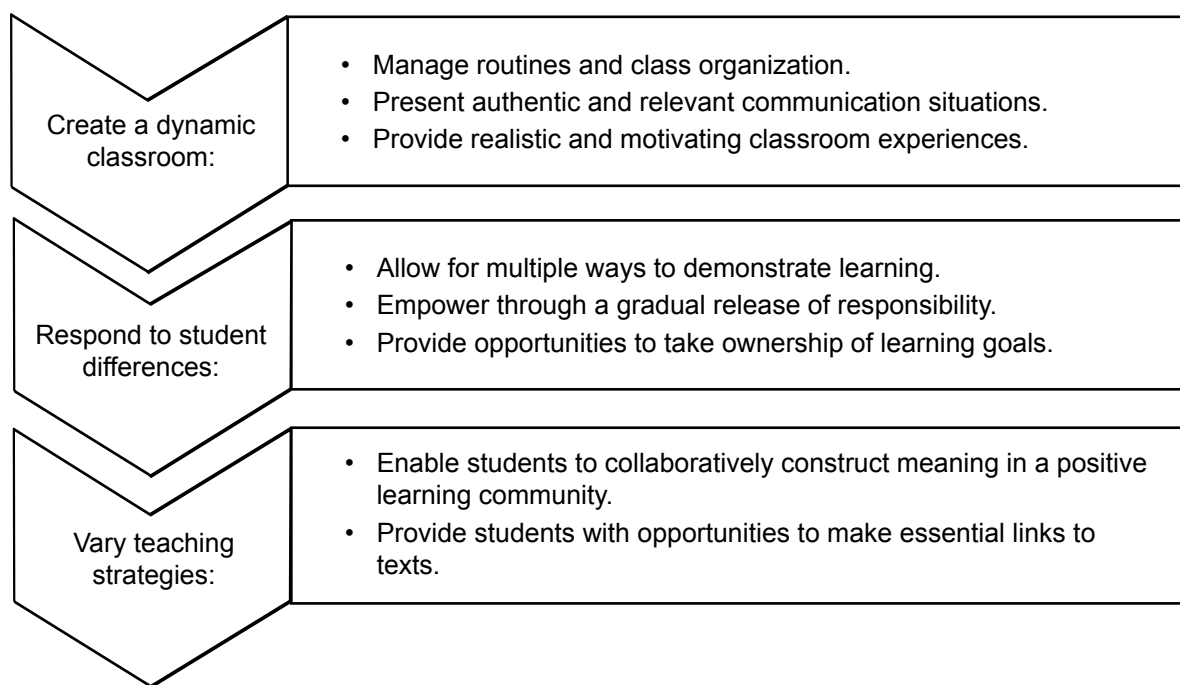 Create a dynamic
classroom:
• Manage routines and class organization.
• Present authentic and relevant communication situations.
• Provide realistic and motivating classroom experiences.
Respond to student
differences:
• Allow for multiple ways to demonstrate learning.
• Empower through a gradual release of responsibility.
• Provide opportunities to take ownership of learning goals.
Vary teaching
strategies:
• Enable students to collaboratively construct meaning in a positive
learning community.
• Provide students with opportunities to make essential links to
texts.